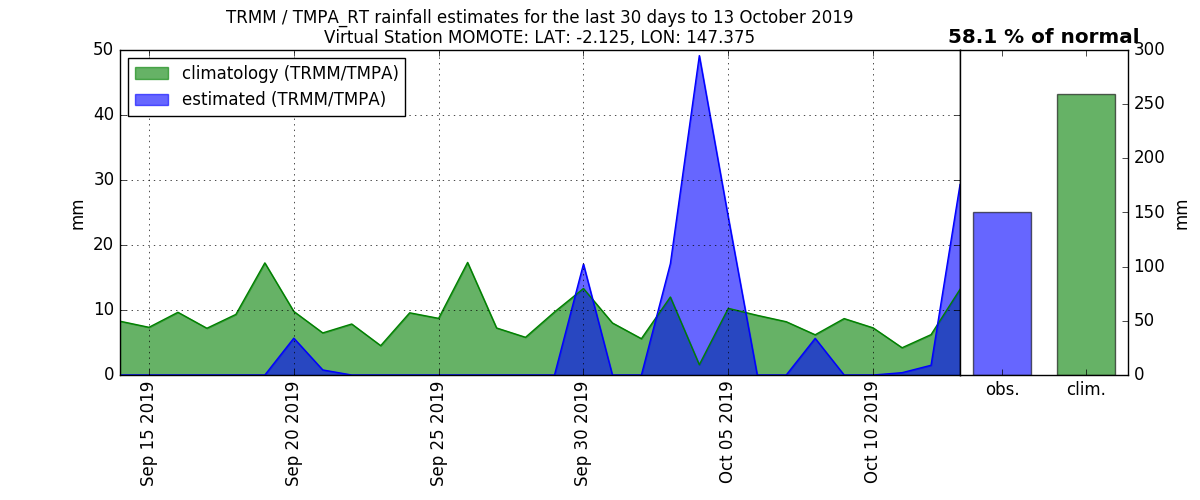 TRMM / TMPA_RT rainfall estimates for the last 30 days to 13 October 2019
Virtual Station MOMOTE: LAT: -2.125, LON: 147.375
58.1 % of normal
climatology (TRMM/TMPA)
estimated (TRMM/TMPA)
50
40
30
20
10
0
mm
Sep 15 2019
Sep 20 2019
Sep 25 2019
Sep 30 2019
Oct 05 2019
Oct 10 2019
300
250
200
150
100
50
0
mm
obs.
clim.